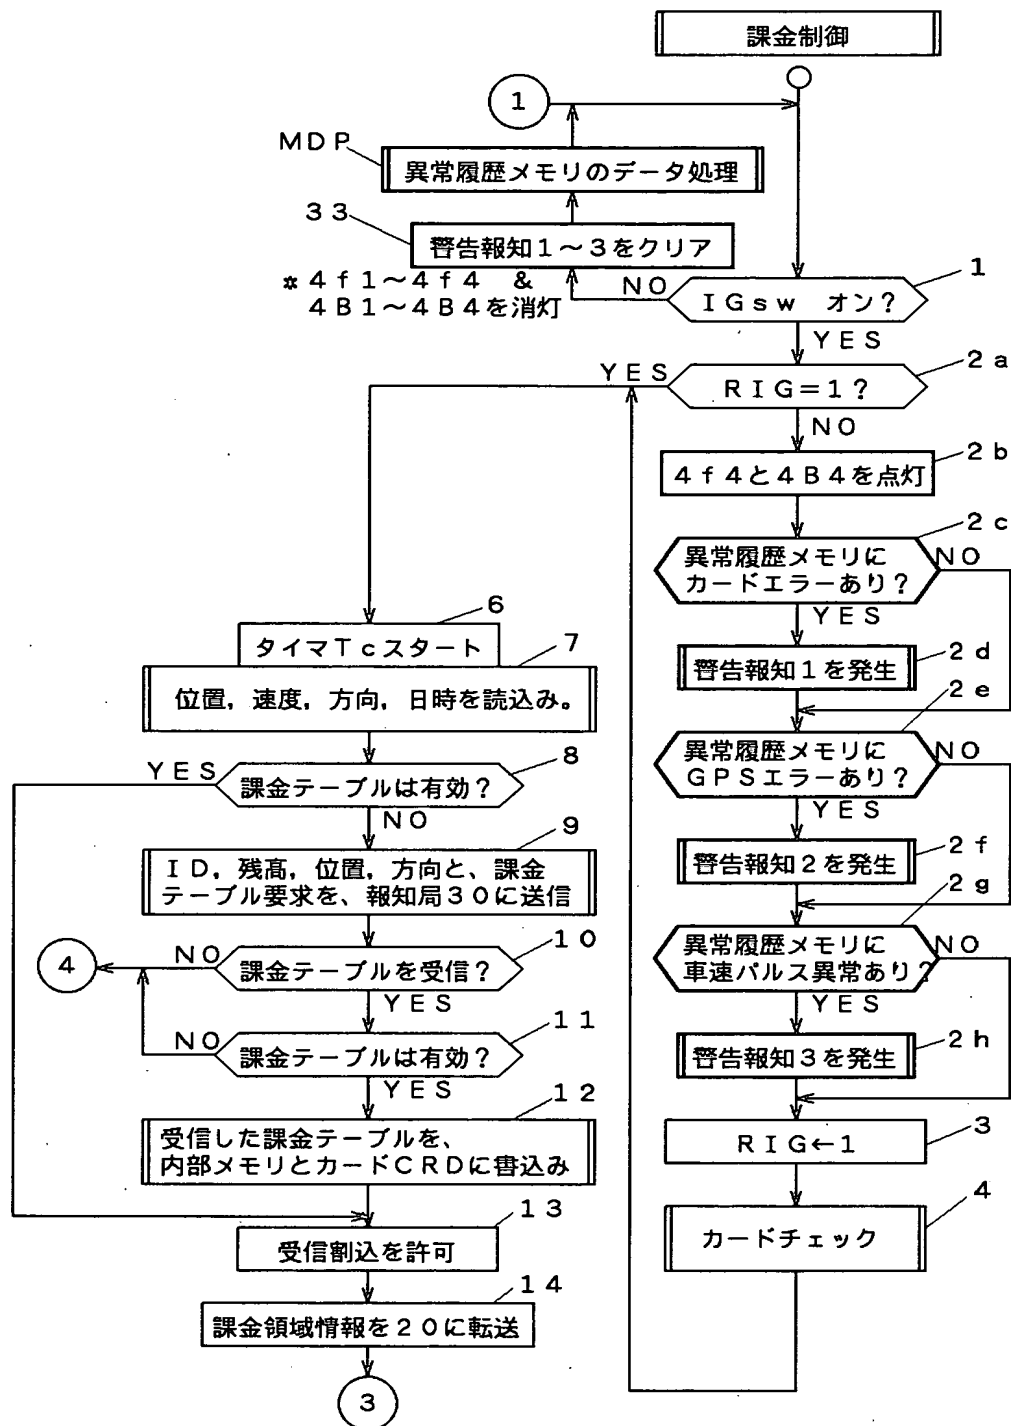 課金制御
1
MDP
異常履歴メモリのデータ処理
33
警告報知1~3をクリア
*4f1~4f4 &
4B1~4B4を消灯
NO
1
IGsw オン?
YES
2a
YES
RIG=1?
NO
2b
4f4と4B4を点灯
2c
異常履歴メモリに
カードエラーあり?
NO
YES
2d
警告報知1を発生
2e
異常履歴メモリに
GPSエラーあり?
NO
YES
2f
警告報知2を発生
2g
異常履歴メモリに
車速パルス異常あり?
NO
YES
2h
警告報知3を発生
3
RIG←1
4
カードチェック
6
タイマTcスタート
7
位置,速度,方向,日時を読込み。
8
YES
課金テーブルは有効?
NO
9
ID,残高,位置,方向と、課金
テーブル要求を、報知局30に送信
10
4
NO
課金テーブルを受信?
YES
11
NO
課金テーブルは有効?
YES
12
受信した課金テーブルを、
内部メモリとカードCRDに書込み
13
受信割込を許可
14
課金領域情報を20に転送
3